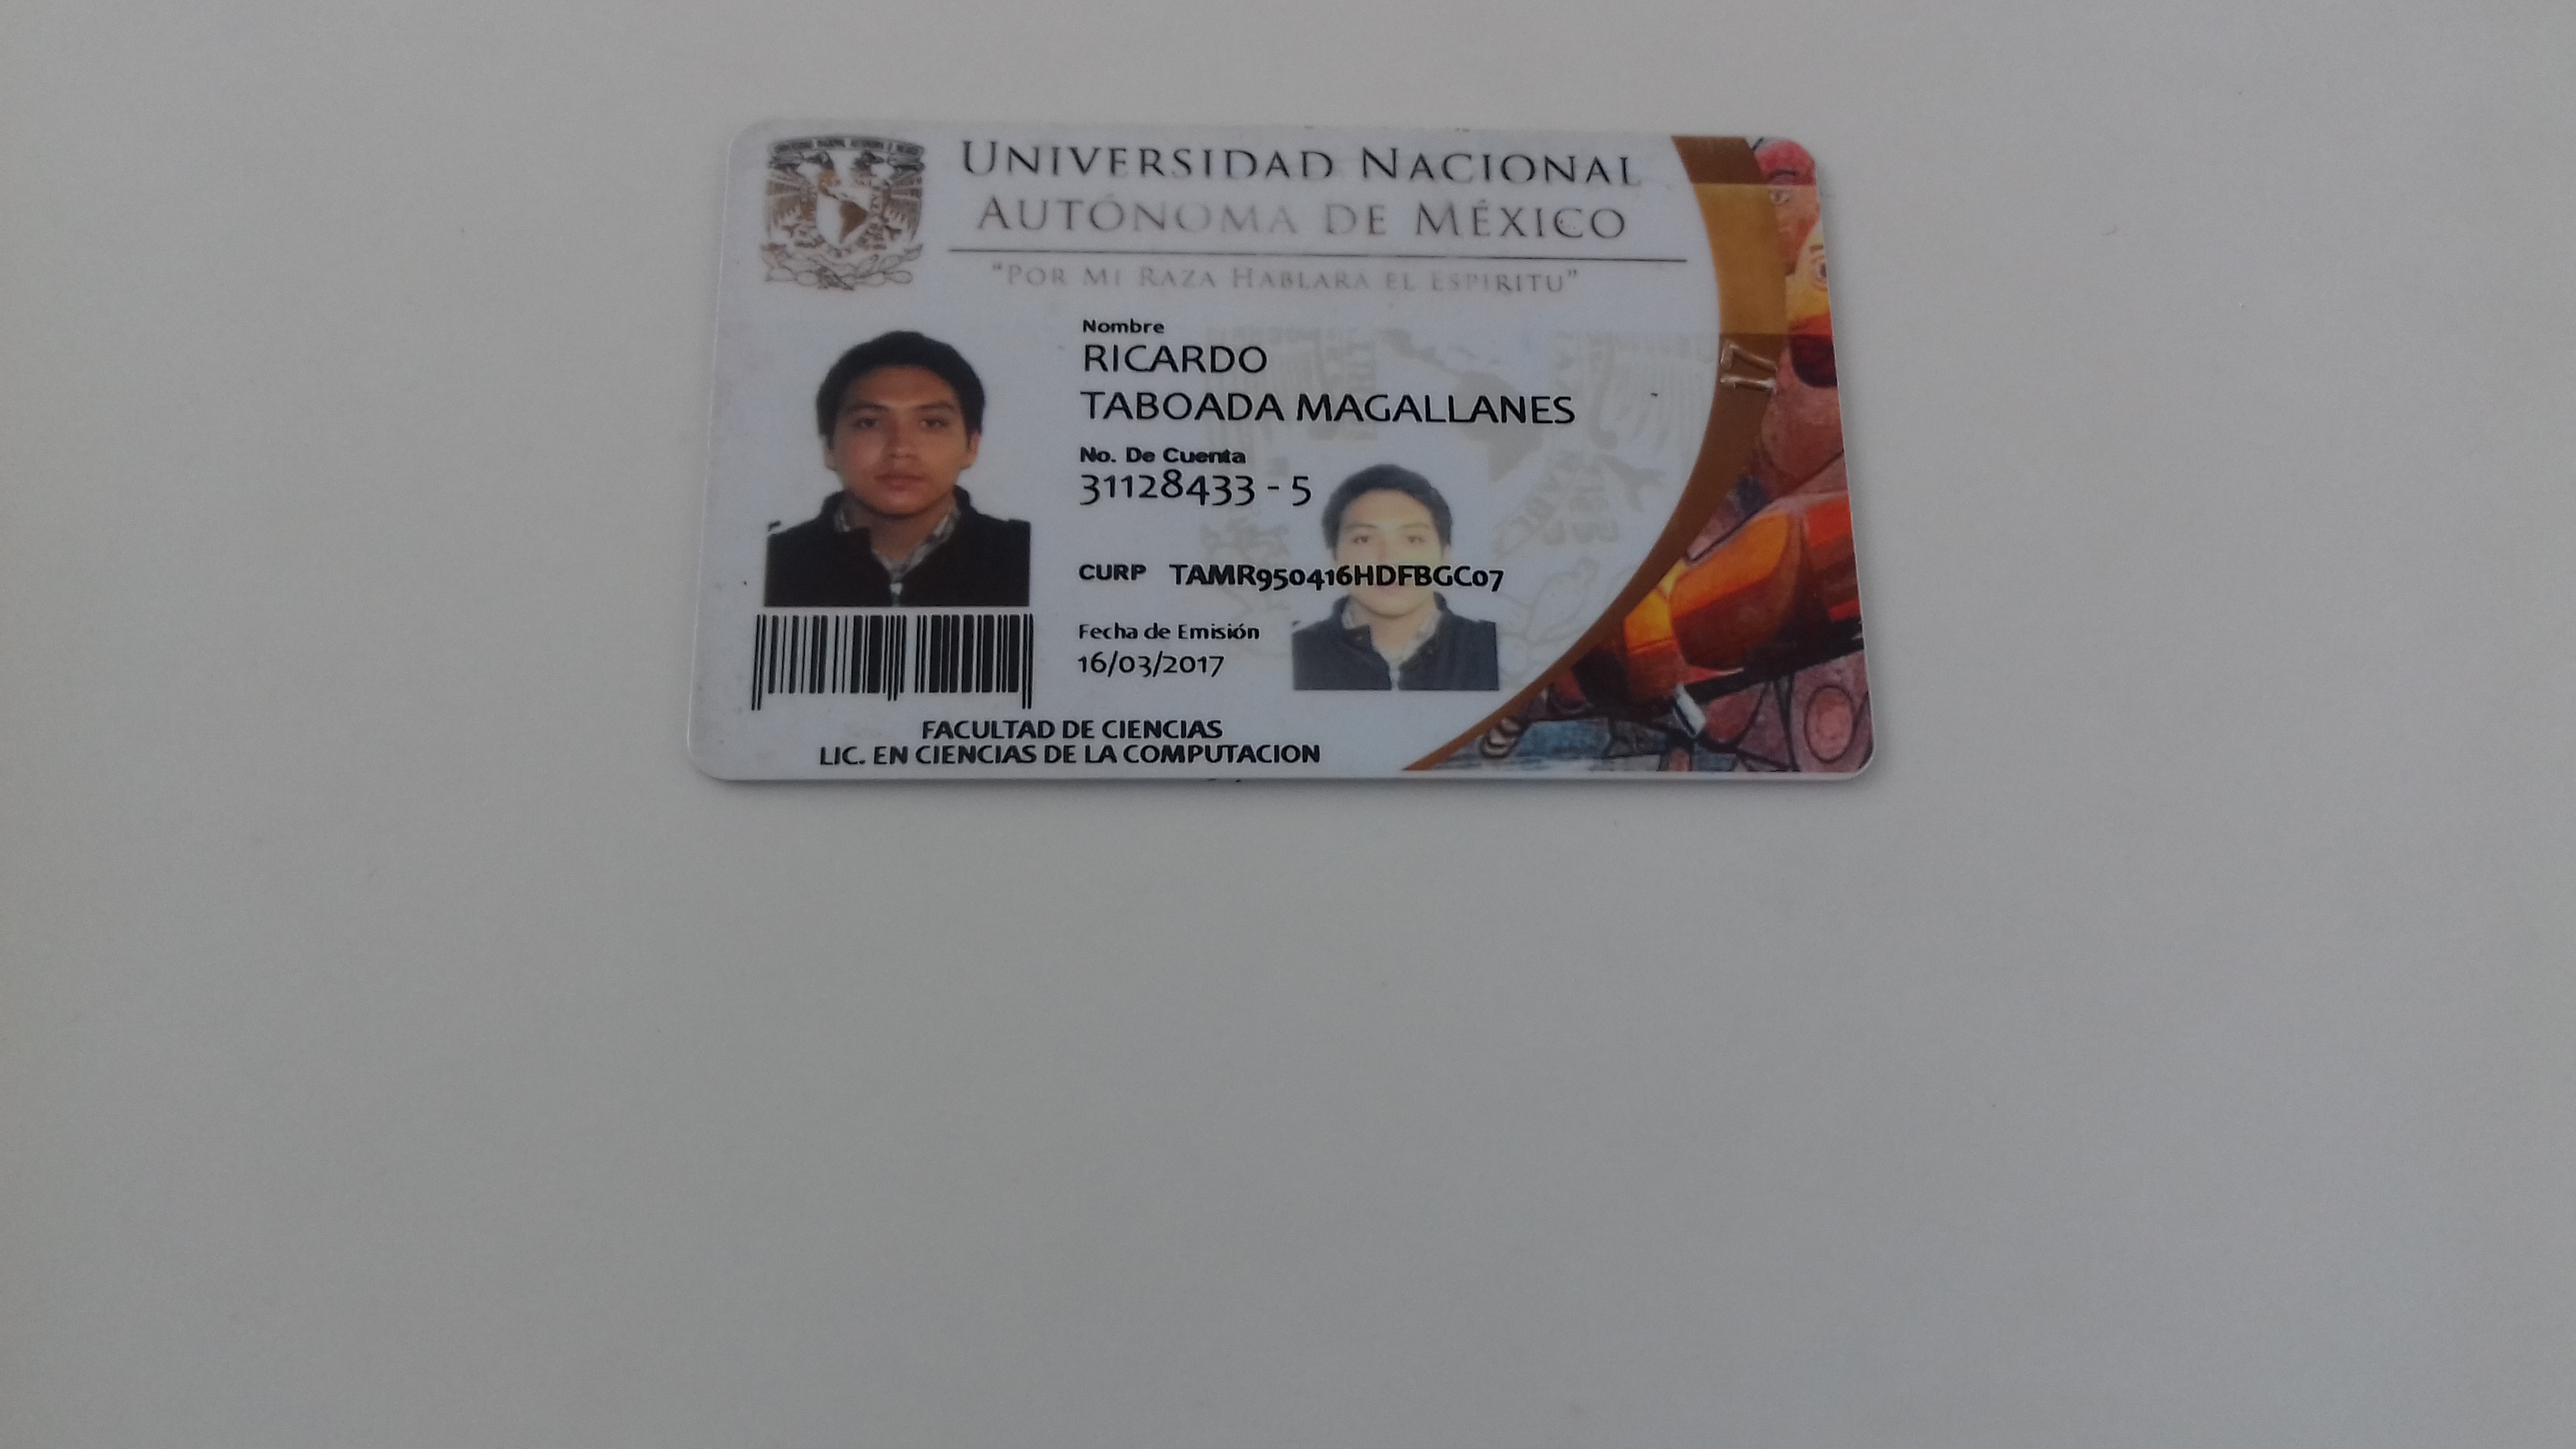 UNIVERSIDAD NACIONAL
AUTÓNOMA DE MÉXICO
"POR MI RAZA HABLARA EL ESPIRITU"
Nombre
RICARDO
TABOADA MAGALLANES
No. De Cuenta
31128433 - 5
CURP TAMR950416HDFBGC07
Fecha de Emisión
16/03/2017
FACULTAD DE CIENCIAS
LIC. EN CIENCIAS DE LA COMPUTACION